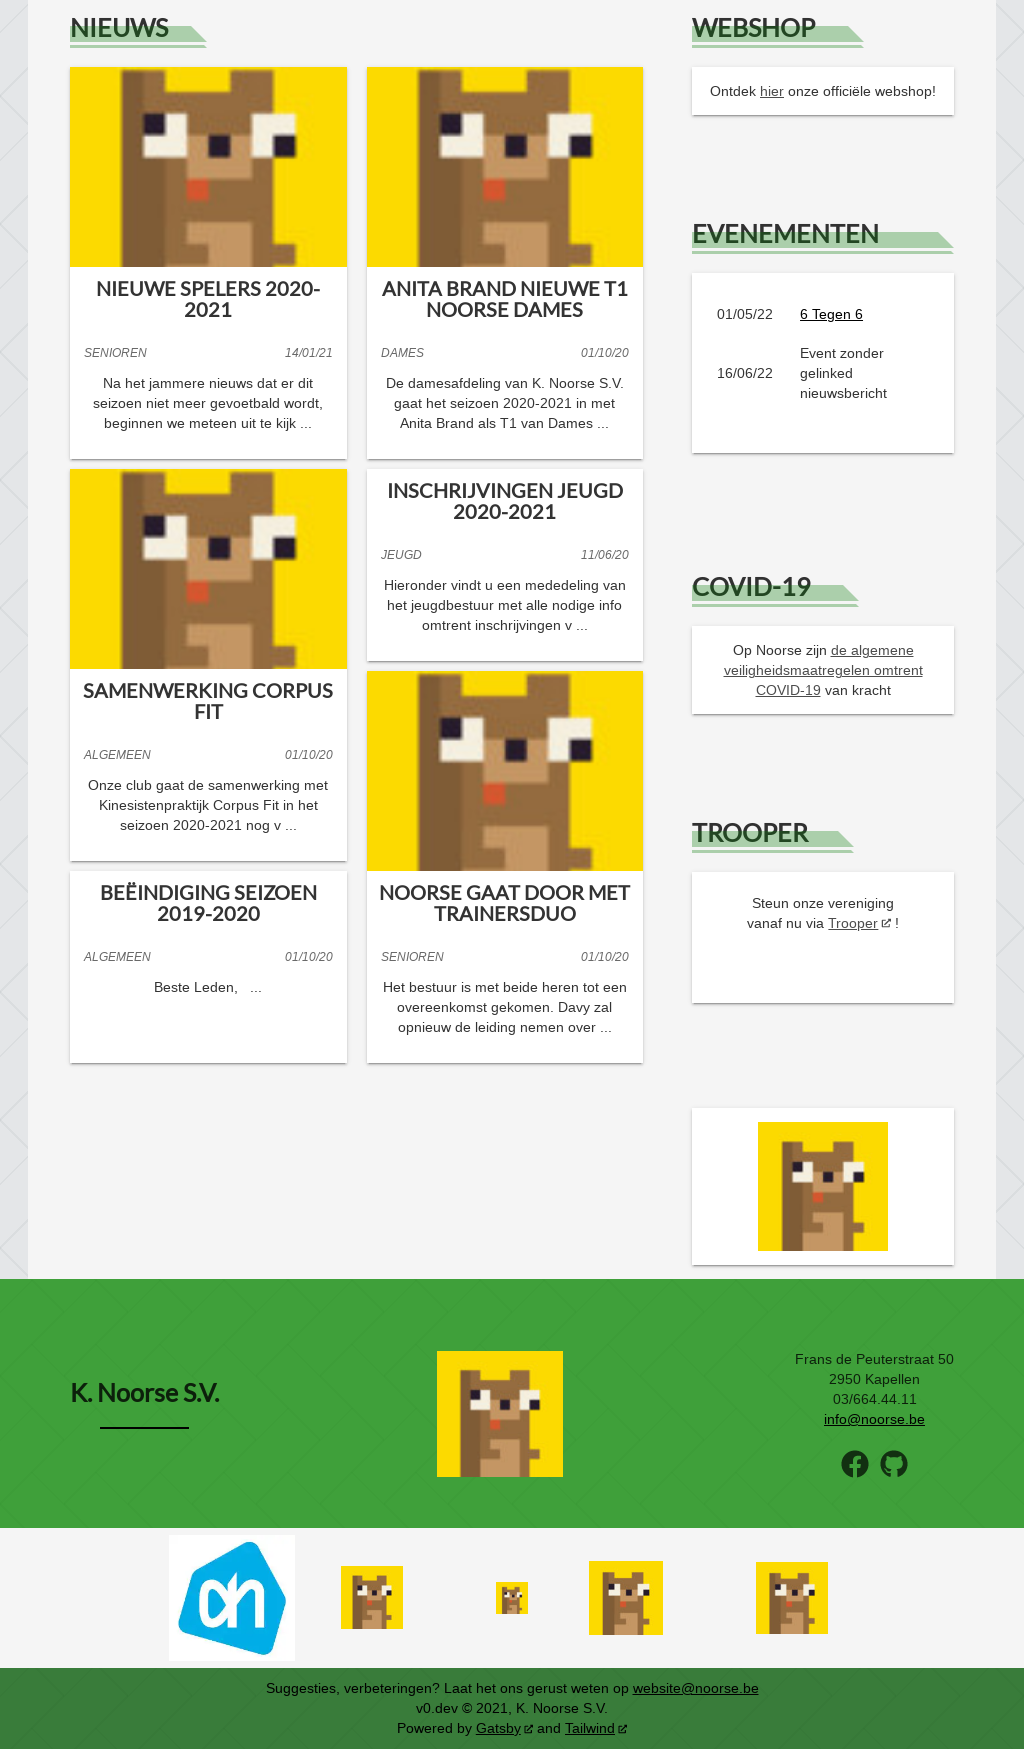 NIEUWS
NIEUWE SPELERS 2020-
2021
SENIOREN 14/01/21
Na het jammere nieuws dat er dit
seizoen niet meer gevoetbald wordt,
beginnen we meteen uit te kijk ...
ANITA BRAND NIEUWE T1
NOORSE DAMES
DAMES 01/10/20
De damesafdeling van K. Noorse S.V.
gaat het seizoen 2020-2021 in met
Anita Brand als T1 van Dames ...
SAMENWERKING CORPUS
FIT
ALGEMEEN 01/10/20
Onze club gaat de samenwerking met
Kinesistenpraktijk Corpus Fit in het
seizoen 2020-2021 nog v ...
INSCHRIJVINGEN JEUGD
2020-2021
JEUGD 11/06/20
Hieronder vindt u een mededeling van
het jeugdbestuur met alle nodige info
omtrent inschrijvingen v ...
BEËINDIGING SEIZOEN
2019-2020
ALGEMEEN 01/10/20
Beste Leden, ...
NOORSE GAAT DOOR MET
TRAINERSDUO
SENIOREN 01/10/20
Het bestuur is met beide heren tot een
overeenkomst gekomen. Davy zal
opnieuw de leiding nemen over ...
WEBSHOP
Ontdek hier onze officiële webshop!
EVENEMENTEN
01/05/22 6 Tegen 6
16/06/22 Event zonder
gelinked
nieuwsbericht
COVID-19
Op Noorse zijn de algemene
veiligheidsmaatregelen omtrent
COVID-19 van kracht
TROOPER
Steun onze vereniging
vanaf nu via Trooper !
K. Noorse S.V.
Frans de Peuterstraat 50
2950 Kapellen
03/664.44.11
info@noorse.be
ah
Suggesties, verbeteringen? Laat het ons gerust weten op website@noorse.be
v0.dev © 2021, K. Noorse S.V.
Powered by Gatsby and Tailwind